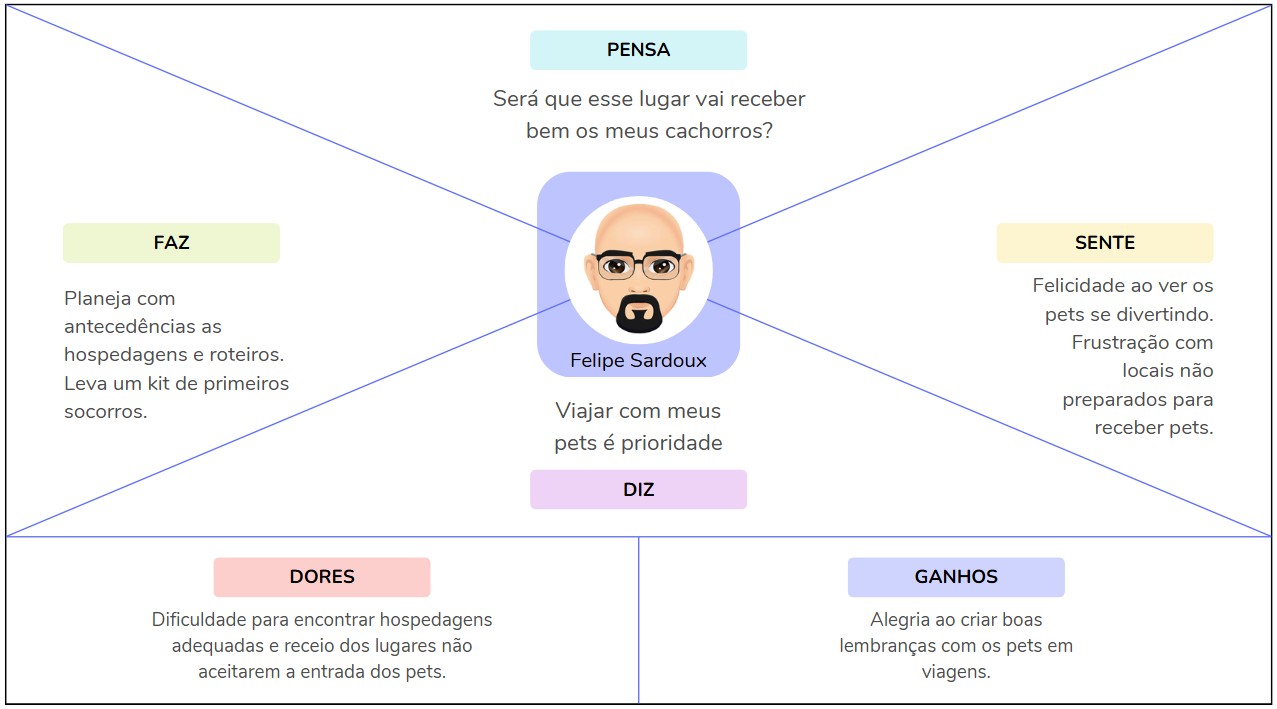 PENSA
Será que esse lugar vai receber
bem os meus cachorros?
FAZ
Planeja com
antecedências as
hospedagens e roteiros.
Leva um kit de primeiros
socorros.
Felipe Sardoux
SENTE
Felicidade ao ver os
pets se divertindo.
Frustração com
locais não
preparados para
receber pets.
Viajar com meus
pets é prioridade
DIZ
DORES
Dificuldade para encontrar hospedagens
adequadas e receio dos lugares não
aceitarem a entrada dos pets.
GANHOS
Alegria ao criar boas
lembranças com os pets em
viagens.